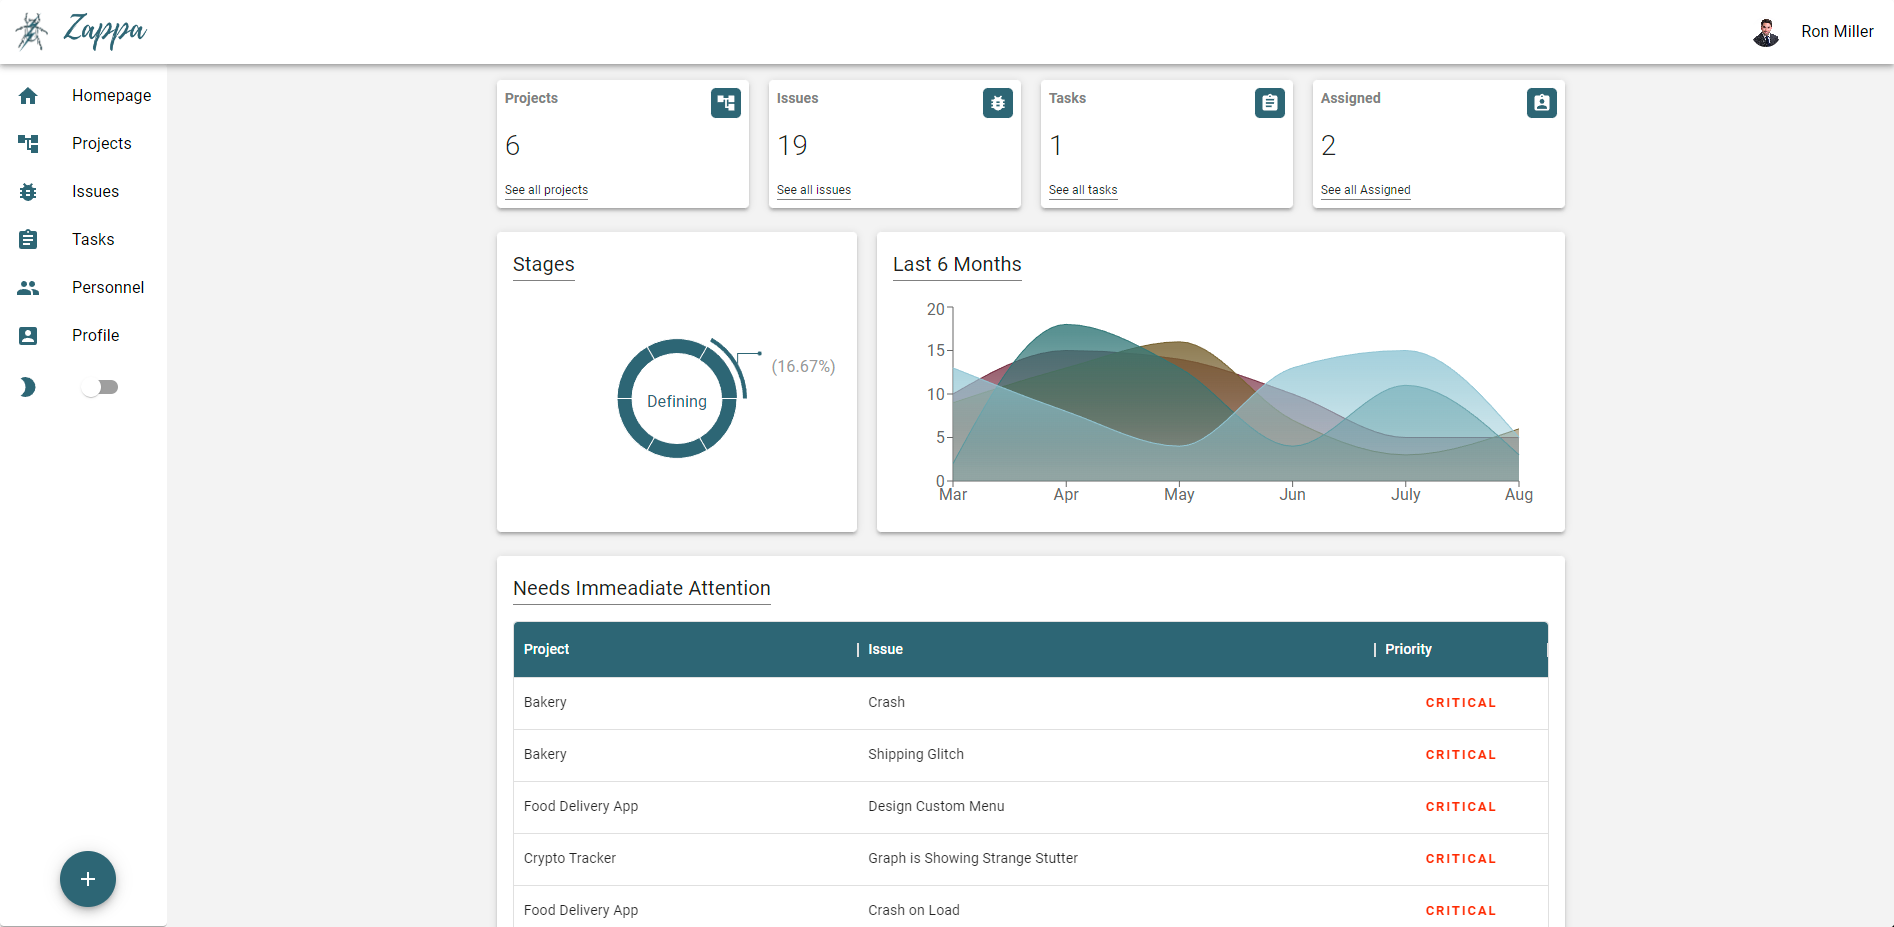 Zappa
Ron Miller
Homepage
Projects
Issues
Tasks
Personnel
Profile
Projects
6
See all projects
Issues
19
See all issues
Tasks
1
See all tasks
Assigned
2
See all Assigned
Stages
Defining
(16.67%)
Last 6 Months
20
15
10
5
0
Mar Apr May Jun July Aug
Needs Immeadiate Attention
Project Issue Priority
Bakery Crash CRITICAL
Bakery Shipping Glitch CRITICAL
Food Delivery App Design Custom Menu CRITICAL
Crypto Tracker Graph is Showing Strange Stutter CRITICAL
Food Delivery App Crash on Load CRITICAL